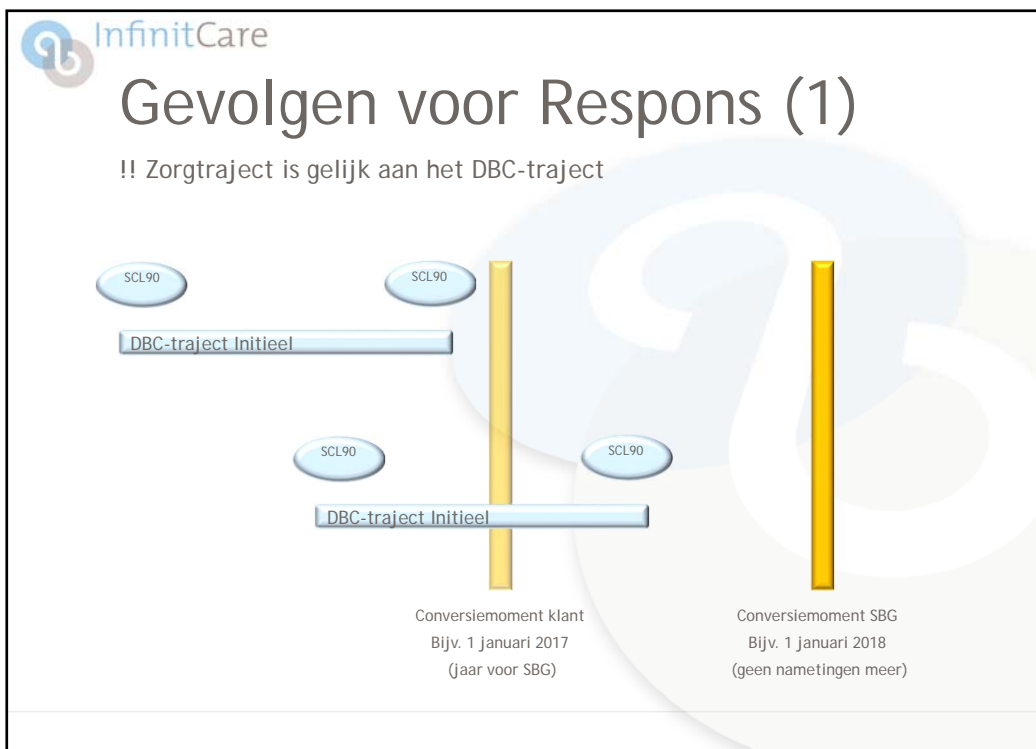 InfinitCare
Gevolgen voor Respons (1)
!! Zorgtraject is gelijk aan het DBC-traject
SCL90
SCL90
DBC-traject Initieel
SCL90
SCL90
DBC-traject Initieel
Conversiemoment klant
Bijv. 1 januari 2017
(jaar voor SBG)
Conversiemoment SBG
Bijv. 1 januari 2018
(geen nametingen meer)